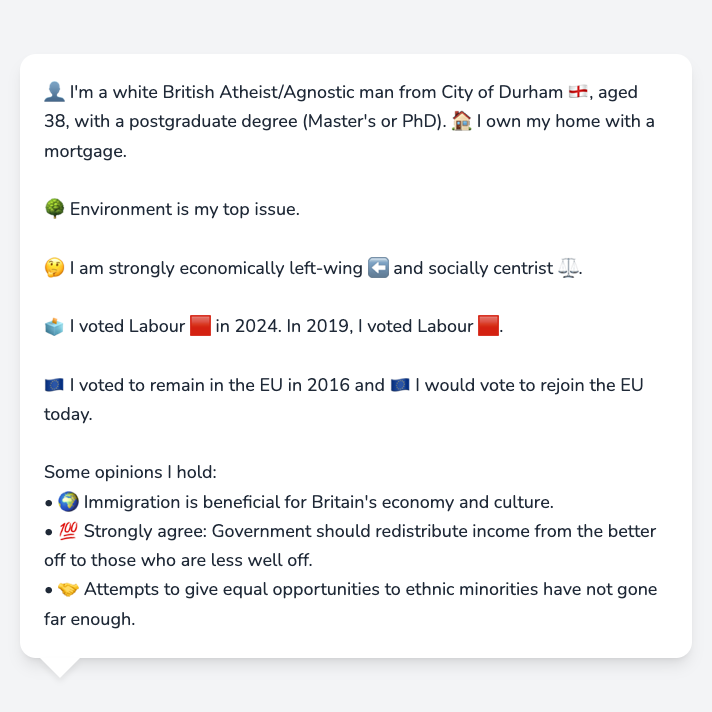 👤 I'm a white British Atheist/Agnostic man from City of Durham 🏴󠁧󠁢󠁥󠁮󠁧󠁿, aged
38, with a postgraduate degree (Master's or PhD). 🏠 I own my home with a
mortgage.
🌳 Environment is my top issue.
🤔 I am strongly economically left-wing ⬅️ and socially centrist ⚖️.
🗳️ I voted Labour 🟥 in 2024. In 2019, I voted Labour 🟥.
🇪🇺 I voted to remain in the EU in 2016 and 🇪🇺 I would vote to rejoin the EU
today.
Some opinions I hold:
• 🌍 Immigration is beneficial for Britain's economy and culture.
• 💯 Strongly agree: Government should redistribute income from the better
off to those who are less well off.
• 🤝 Attempts to give equal opportunities to ethnic minorities have not gone
far enough.